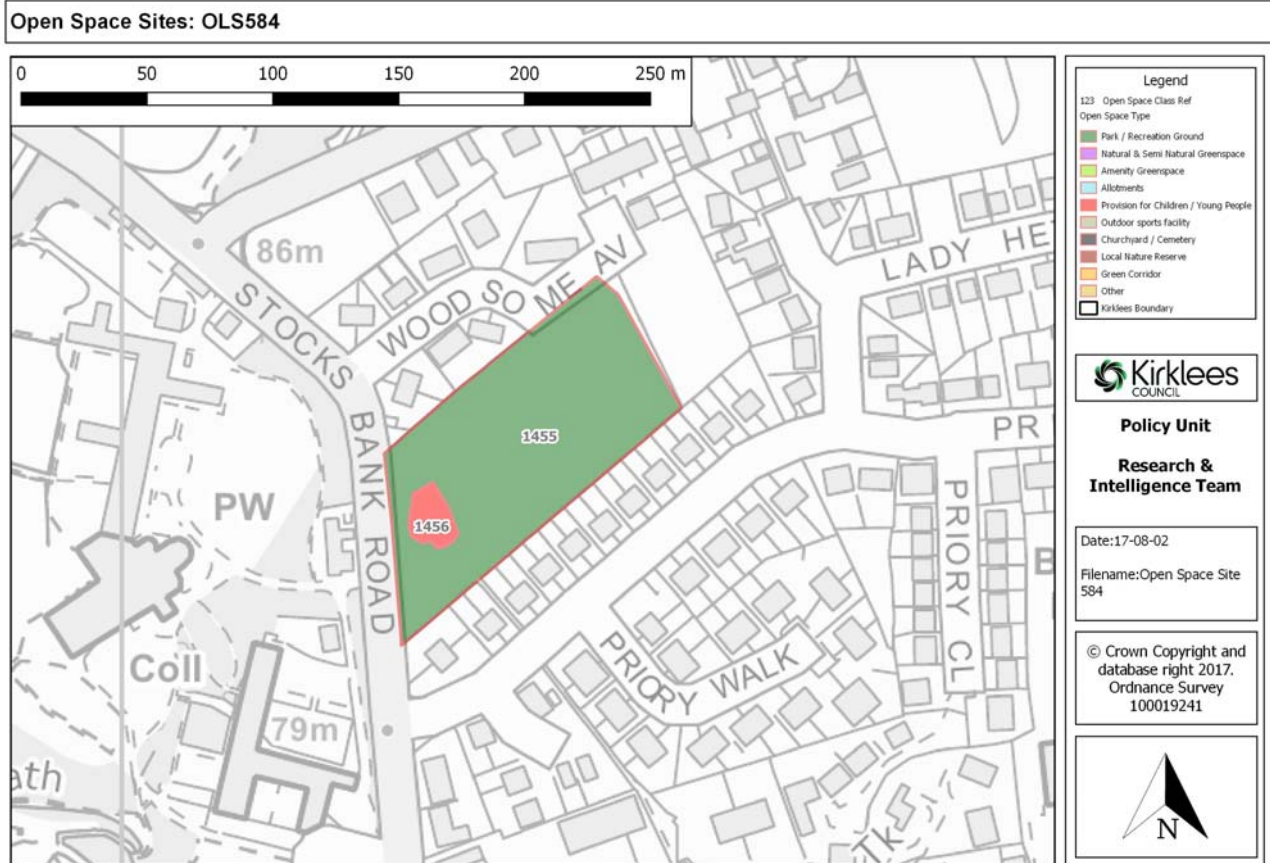 Open Space Sites: OLS584
0 50 100 150 200 250 m
86m
STOCKS BANK ROAD
WOODSOME AV
LADY HE
PR
1455
1456
PW
Coll
79m
ath
PRIORY WALK
PRIORY CL
B
Legend
123 Open Space Class Ref
Open Space Type
Park / Recreation Ground
Natural & Semi Natural Greenspace
Amenity Greenspace
Allotments
Provision for Children / Young People
Outdoor sports facility
Churchyard / Cemetery
Local Nature Reserve
Green Corridor
Other
Kirklees Boundary
Kirklees
COUNCIL
Policy Unit
Research &
Intelligence Team
Date:17-08-02
Filename:Open Space Site
584
© Crown Copyright and
database right 2017.
Ordnance Survey
100019241
N